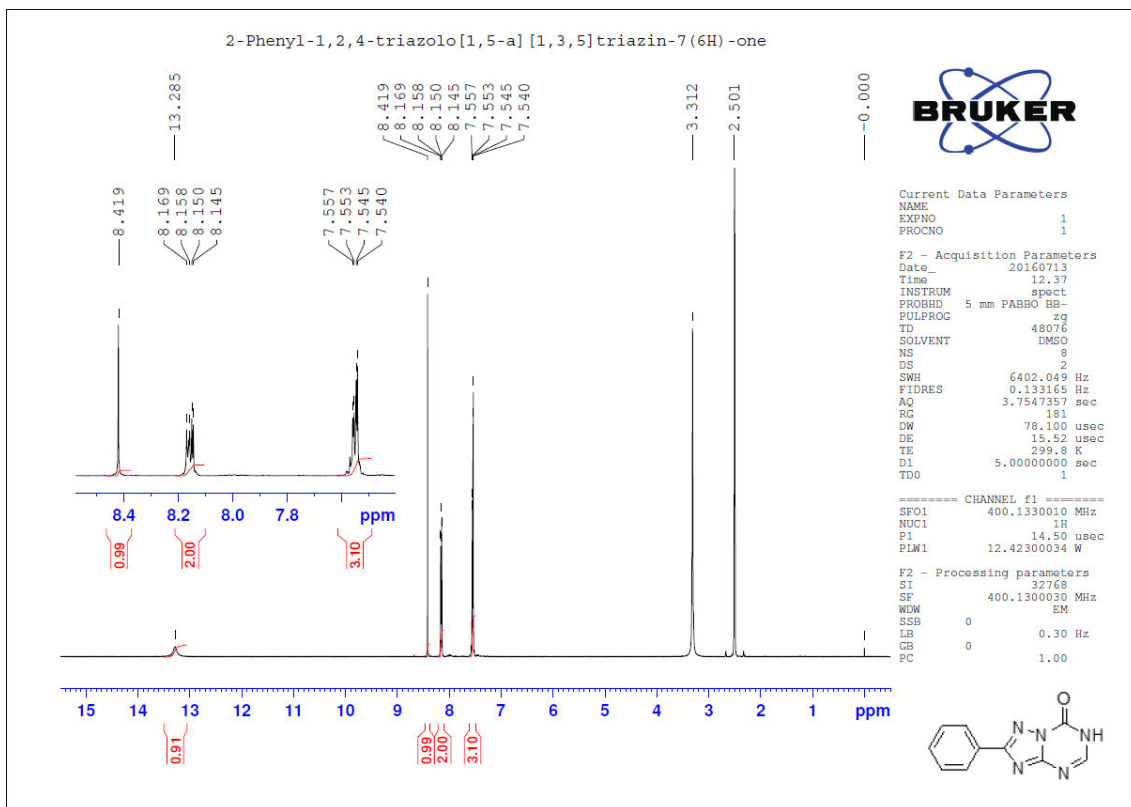 2-Phenyl-1,2,4-triazolo[1,5-a][1,3,5]triazin-7(6H)-one
13.285
8.419
8.169
8.158
8.150
8.145
7.557
7.553
7.545
7.540
3.312
2.501
-0.000
8.419
8.169
8.158
8.150
8.145
7.557
7.553
7.545
7.540
8.4 8.2 8.0 7.8 ppm
0.99 2.00 3.10
15 14 13 12 11 10 9 8 7 6 5 4 3 2 1 ppm
0.91 0.99 2.00 3.10
BRUKER
Current Data Parameters
NAME
EXPNO 1
PROCNO 1
F2 - Acquisition Parameters
Date_ 20160713
Time 12.37
INSTRUM spect
PROBHD 5 mm PABBO BB-
PULPROG zg
TD 48076
SOLVENT DMSO
NS 8
DS 2
SWH 6402.049 Hz
FIDRES 0.133165 Hz
AQ 3.7547357 sec
RG 181
DW 78.100 usec
DE 15.52 usec
TE 299.8 K
D1 5.00000000 sec
TD0 1
======== CHANNEL f1 ========
SFO1 400.1330010 MHz
NUC1 1H
P1 14.50 usec
PLW1 12.42300034 W
F2 - Processing parameters
SI 32768
SF 400.1300030 MHz
WDW EM
SSB 0
LB 0.30 Hz
GB 0
PC 1.00
O
N N NH
N N